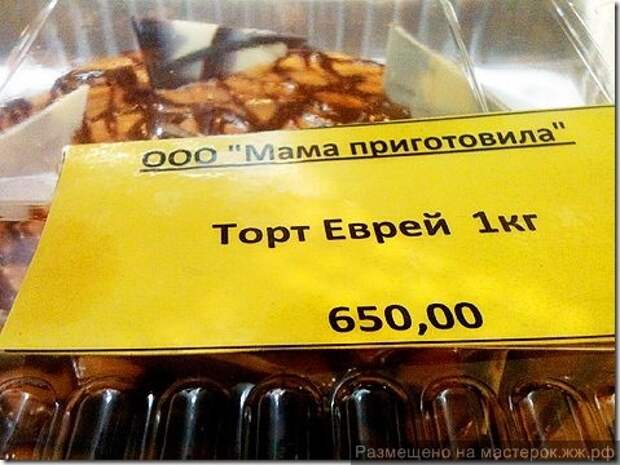 ООО "Мама приготовила"
Торт Еврей 1кг
650,00
Размещено на мастерок.жж.рф